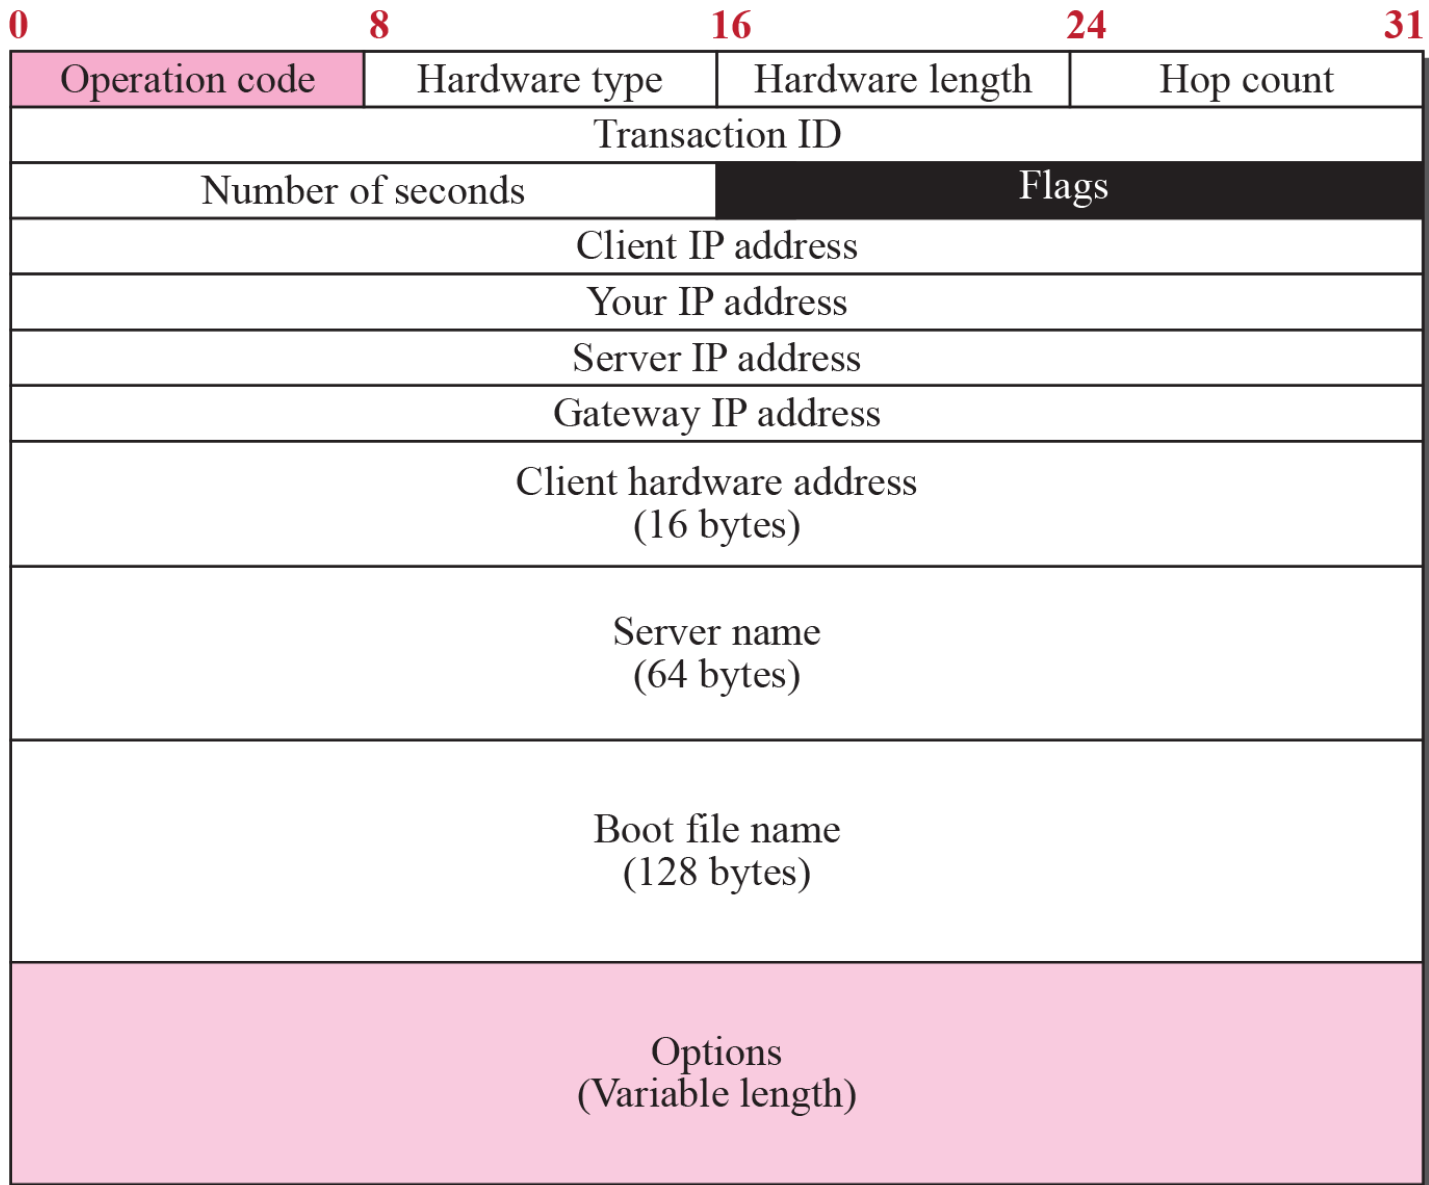 0 8 16 24 31
Operation code Hardware type Hardware length Hop count
Transaction ID
Number of seconds Flags
Client IP address
Your IP address
Server IP address
Gateway IP address
Client hardware address
(16 bytes)
Server name
(64 bytes)
Boot file name
(128 bytes)
Options
(Variable length)